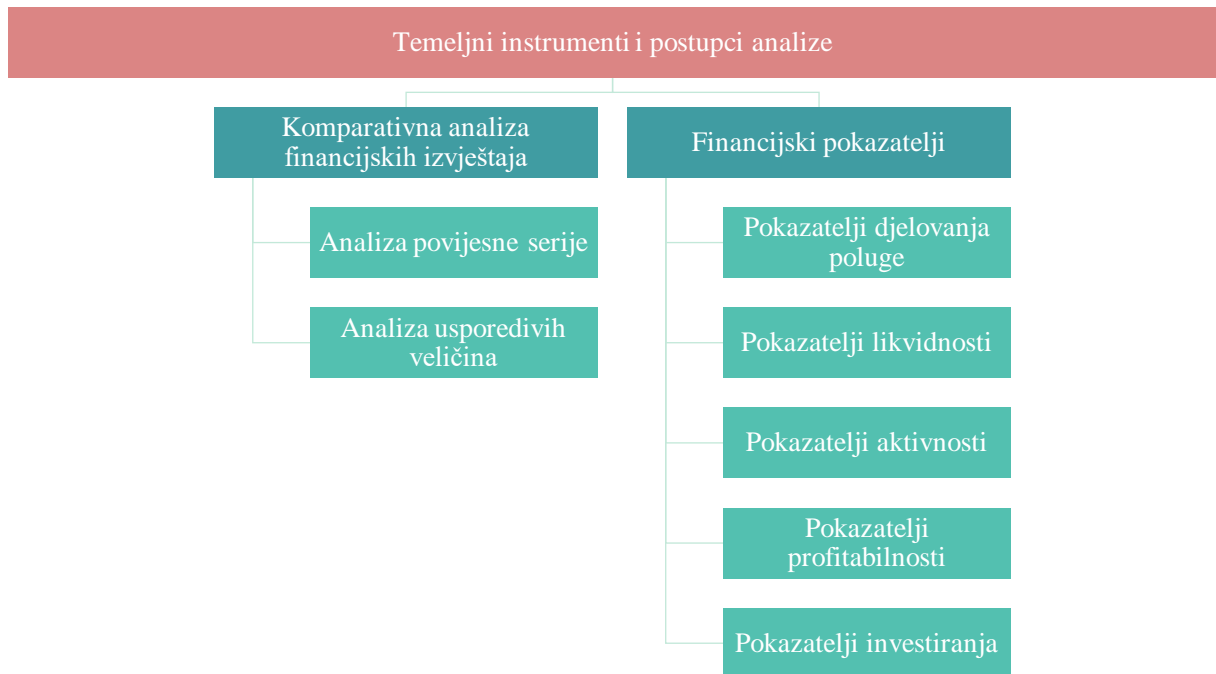 Temeljni instrumenti i postupci analize
Komparativna analiza
financijskih izvještaja
Analiza povijesne serije
Analiza usporedivih
veličina
Financijski pokazatelji
Pokazatelji djelovanja
poluge
Pokazatelji likvidnosti
Pokazatelji aktivnosti
Pokazatelji
profitabilnosti
Pokazatelji investiranja